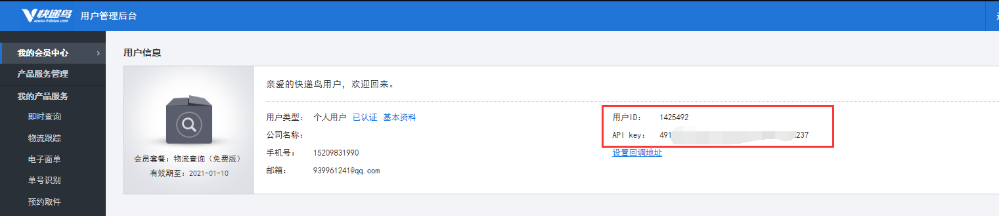 快递鸟 用户管理后台
www.kdniao.com
我的会员中心
产品服务管理
我的产品服务
即时查询
物流跟踪
电子面单
单号识别
预约取件
用户信息
会员套餐：物流查询（免费版）
有效期至：2021-01-10
亲爱的快递鸟用户，欢迎回来。
用户类型： 个人用户 已认证 基本资料
公司名称：
手机号： 15209831990
邮箱： 939961241@qq.com
用户ID： 1425492
API key： 491 237
设置回调地址